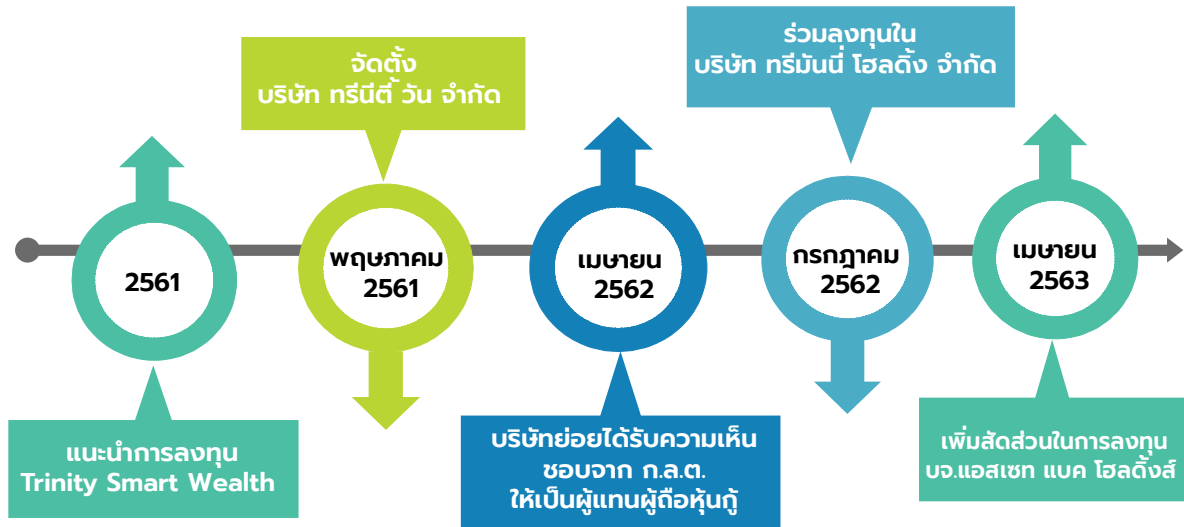 2561
แนะนำการลงทุน
Trinity Smart Wealth
จัดตั้ง
บริษัท ทรีนีตี้ วัน จำกัด
พฤษภาคม
2561
เมษายน
2562
บริษัทย่อยได้รับความเห็น
ชอบจาก ก.ล.ต.
ให้เป็นผู้แทนผู้ถือหุ้นกู้
ร่วมลงทุนใน
บริษัท ทรีมันนี่ โฮลดิ้ง จำกัด
กรกฎาคม
2562
เมษายน
2563
เพิ่มสัดส่วนในการลงทุน
บจ.แอสเซท แบค โฮลดิ้งส์